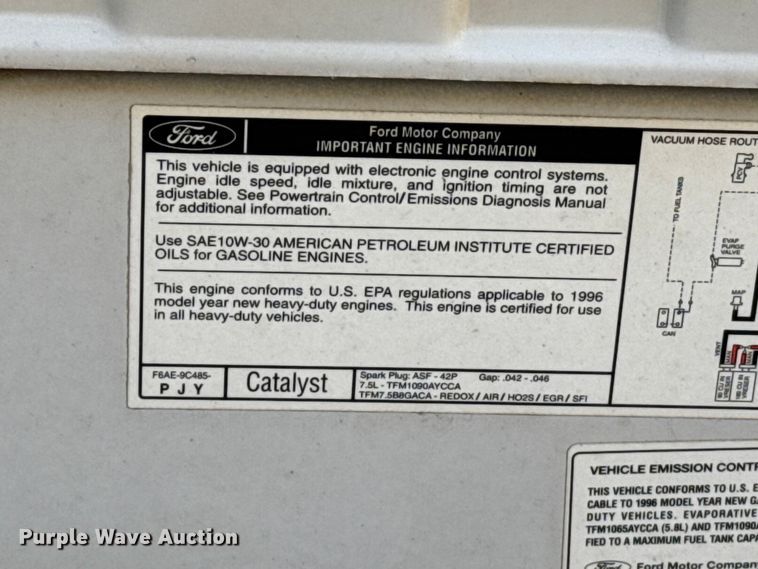 Ford
Ford Motor Company
IMPORTANT ENGINE INFORMATION
This vehicle is equipped with electronic engine control systems.
Engine idle speed, idle mixture, and ignition timing are not
adjustable. See Powertrain Control/Emissions Diagnosis Manual
for additional information.
Use SAE10W-30 AMERICAN PETROLEUM INSTITUTE CERTIFIED
OILS for GASOLINE ENGINES.
This engine conforms to U.S. EPA regulations applicable to 1996
model year new heavy-duty engines. This engine is certified for use
in all heavy-duty vehicles.
F6AE-9C485-
PJY
Catalyst
Spark Plug: ASF - 42P Gap: .042 - .046
7.5L - TFM1090AYCCA
TFM7.5B8GACA - REDOX / AIR / HO2S / EGR / SFI
VACUUM HOSE ROUT
PCV
TO FUEL TANKS
EVAP
PURGE
VALVE
MAP
CAN
VENT
MAN
MAN
VEHICLE EMISSION CONTR
THIS VEHICLE CONFORMS TO U.S. E
CABLE TO 1996 MODEL YEAR NEW GA
DUTY VEHICLES. EVAPORATIVE
TFM1065AYCCA (5.8L) AND TFM1090A
FIED TO A MAXIMUM FUEL TANK CAPA
Ford
Ford Motor Company
Purple Wave Auction